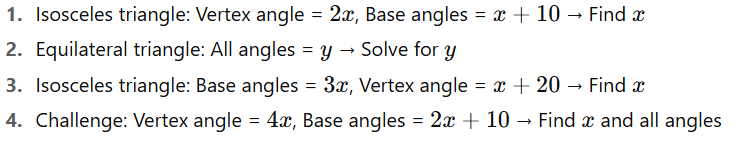 1. Isosceles triangle: Vertex angle = 2x, Base angles = x + 10 → Find x
2. Equilateral triangle: All angles = y → Solve for y
3. Isosceles triangle: Base angles = 3x, Vertex angle = x + 20 → Find x
4. Challenge: Vertex angle = 4x, Base angles = 2x + 10 → Find x and all angles